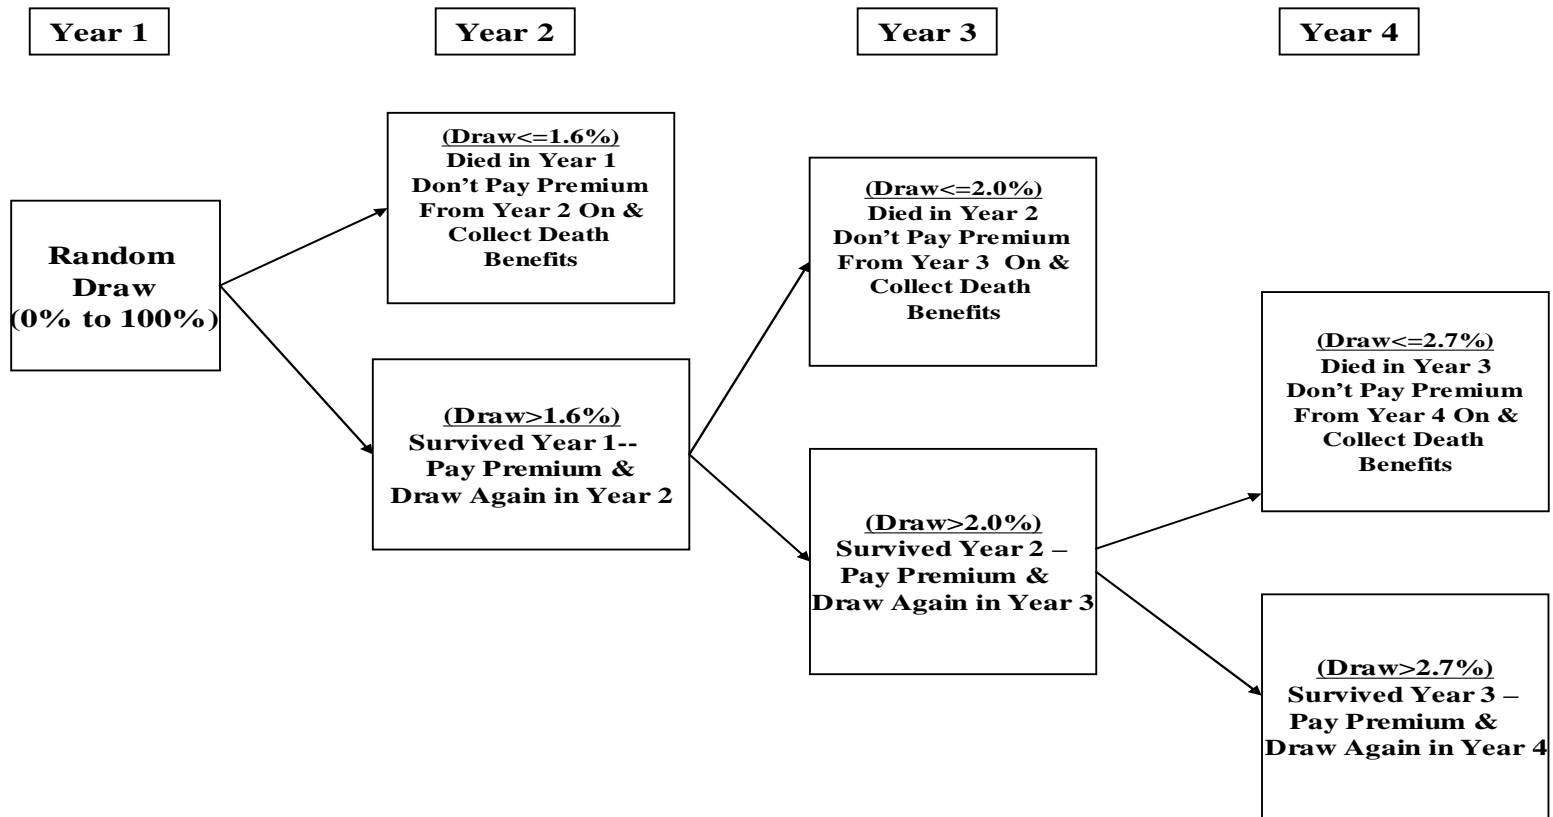 Year 1
Year 2
Year 3
Year 4
Random
Draw
(0% to 100%)
(Draw<=1.6%)
Died in Year 1
Don't Pay Premium
From Year 2 On &
Collect Death
Benefits
(Draw>1.6%)
Survived Year 1--
Pay Premium &
Draw Again in Year 2
(Draw<=2.0%)
Died in Year 2
Don't Pay Premium
From Year 3 On &
Collect Death
Benefits
(Draw>2.0%)
Survived Year 2 –
Pay Premium &
Draw Again in Year 3
(Draw<=2.7%)
Died in Year 3
Don't Pay Premium
From Year 4 On &
Collect Death
Benefits
(Draw>2.7%)
Survived Year 3 –
Pay Premium &
Draw Again in Year 4